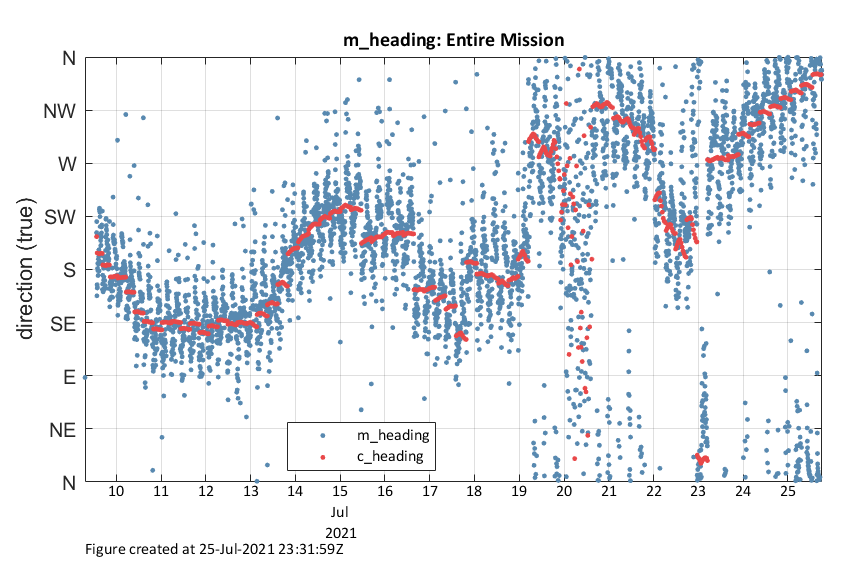 m_heading: Entire Mission
direction (true)
N
NW
W
SW
S
SE
E
NE
N
m_heading
c_heading
10 11 12 13 14 15 16 17 18 19 20 21 22 23 24 25
Jul
2021
Figure created at 25-Jul-2021 23:31:59Z